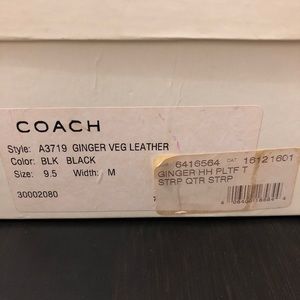 COACH
Style: A3719 GINGER VEG LEATHER
Color: BLK BLACK
Size: 9.5 Width: M
30002080
6416564 CAT 16121601
GINGER HH PLTF T
STRP QTR STRP